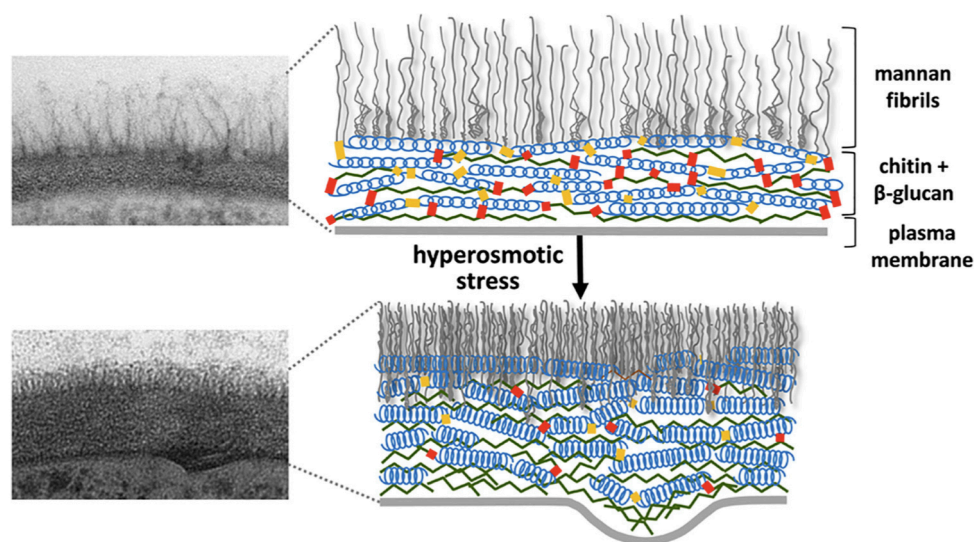 mannan
fibrils
chitin +
β-glucan
plasma
membrane
hyperosmotic
stress